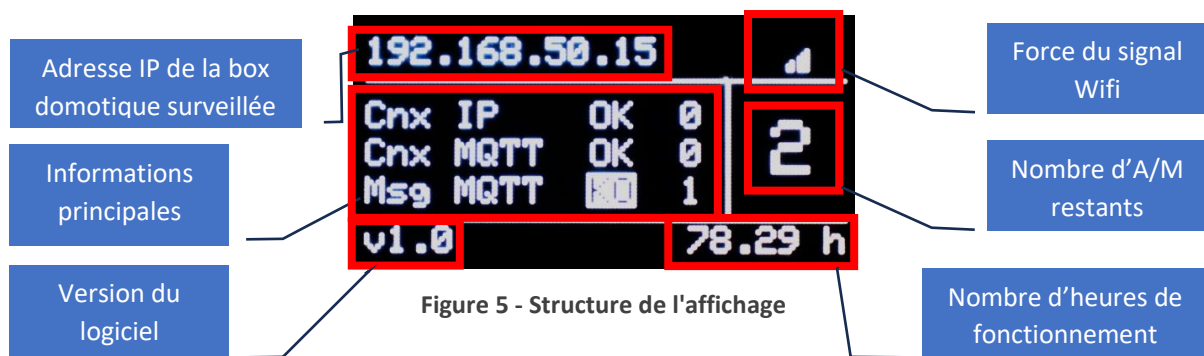 Adresse IP de la box
domotique surveillée
Informations
principales
Version du
logiciel
192.168.50.15
Cnx IP OK 0
Cnx MQTT OK 0
Msg MQTT KO 1
2
v1.0
78.29 h
Figure 5 - Structure de l'affichage
Force du signal
Wifi
Nombre d’A/M
restants
Nombre d’heures de
fonctionnement